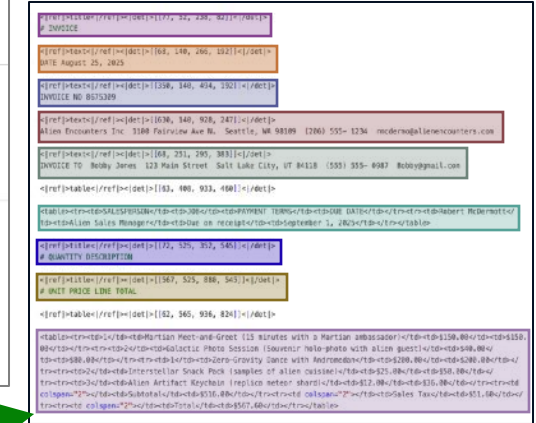 <|ref|>title<|/ref|><|det|>[[77, 32, 238, 82]]<|/det|>
# INVOICE
<|ref|>text<|/ref|><|det|>[[68, 140, 266, 192]]<|/det|>
DATE August 25, 2025
<|ref|>text<|/ref|><|det|>[[350, 140, 494, 192]]<|/det|>
INVOICE NO 8675309
<|ref|>text<|/ref|><|det|>[[630, 140, 928, 247]]<|/det|>
Alien Encounters Inc  1100 Fairview Ave N.  Seattle, WA 98109  (206) 555- 1234  rmcdermo@alienencounters.com
<|ref|>text<|/ref|><|det|>[[68, 251, 295, 383]]<|/det|>
INVOICE TO  Bobby Jones  123 Main Street  Salt Lake City, UT 84118  (555) 555- 0987  Bobby@gmail.com
<|ref|>table<|/ref|><|det|>[[63, 408, 933, 460]]<|/det|>
<table><tr><td>SALESPERSON</td><td>JOB</td><td>PAYMENT TERMS</td><td>DUE DATE</td></tr><tr><td>Robert McDermott</
td><td>Alien Sales Manager</td><td>Due on receipt</td><td>September 1, 2025</td></tr></table>
<|ref|>title<|/ref|><|det|>[[72, 525, 352, 545]]<|/det|>
# QUANTITY DESCRIPTION
<|ref|>title<|/ref|><|det|>[[567, 525, 880, 545]]<|/det|>
# UNIT PRICE LINE TOTAL
<|ref|>table<|/ref|><|det|>[[62, 565, 936, 824]]<|/det|>
<table><tr><td>1</td><td>Martian Meet-and-Greet (15 minutes with a Martian ambassador)</td><td>$150.00</td><td>$150.
00</td></tr><tr><td>2</td><td>Galactic Photo Session (Souvenir holo-photo with alien guest)</td><td>$40.00</
td><td>$80.00</td></tr><tr><td>1</td><td>Zero-Gravity Dance with Andromedan</td><td>$200.00</td><td>$200.00</td></
tr><tr><td>2</td><td>Interstellar Snack Pack (samples of alien cuisine)</td><td>$25.00</td><td>$50.00</td></
tr><tr><td>3</td><td>Alien Artifact Keychain (replica meteor shard)</td><td>$12.00</td><td>$36.00</td></tr><tr><td
colspan="2"></td><td>Subtotal</td><td>$516.00</td></tr><tr><td colspan="2"></td><td>Sales Tax</td><td>$51.60</td></
tr><tr><td colspan="2"></td><td>Total</td><td>$567.60</td></tr></table>